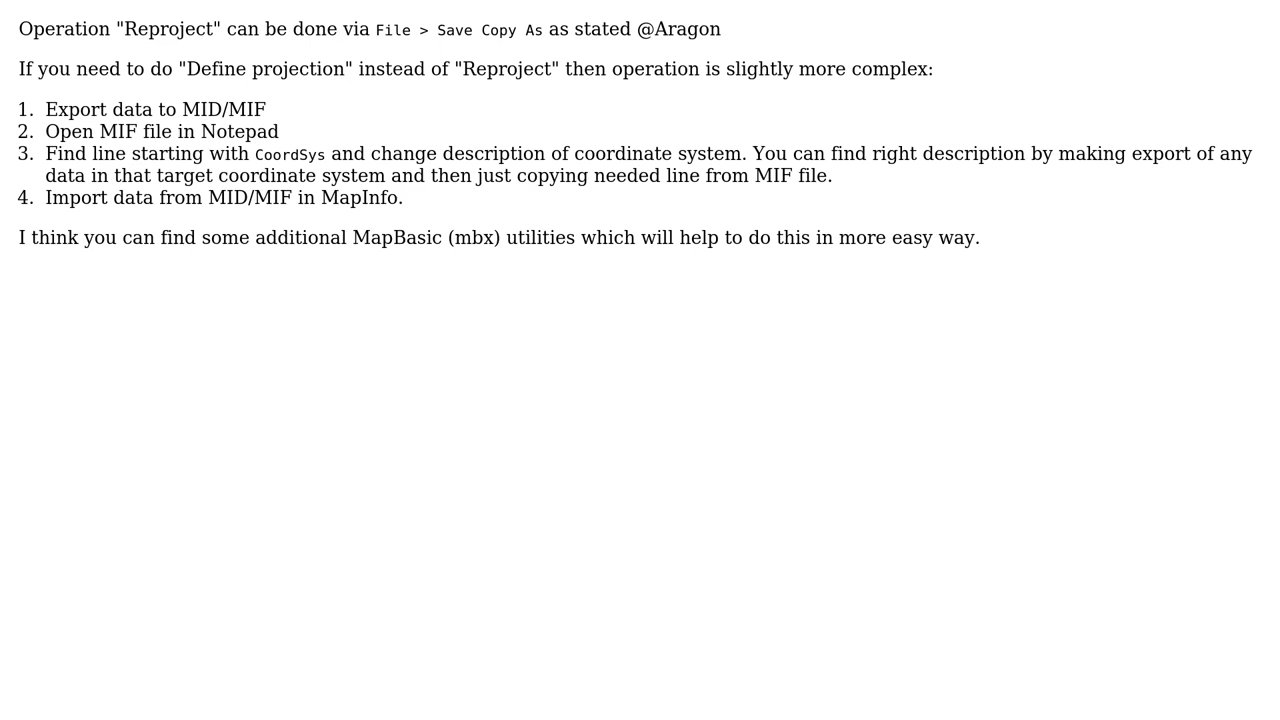 Operation "Reproject" can be done via File > Save Copy As as stated @Aragon
If you need to do "Define projection" instead of "Reproject" then operation is slightly more complex:
1. Export data to MID/MIF
2. Open MIF file in Notepad
3. Find line starting with CoordSys and change description of coordinate system. You can find right description by making export of any
data in that target coordinate system and then just copying needed line from MIF file.
4. Import data from MID/MIF in MapInfo.
I think you can find some additional MapBasic (mbx) utilities which will help to do this in more easy way.